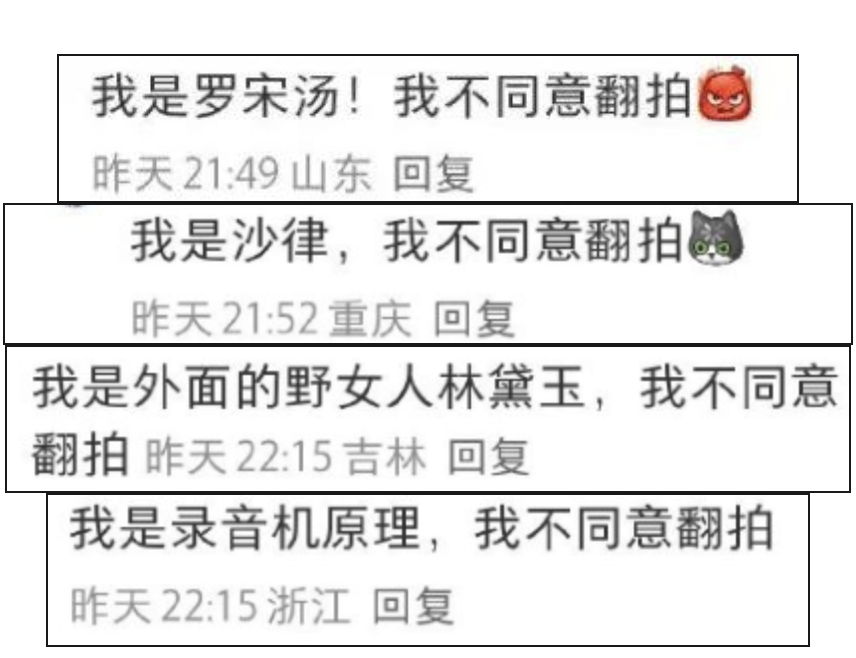 我是罗宋汤！我不同意翻拍
昨天 21:49 山东 回复
我是沙律，我不同意翻拍
昨天 21:52 重庆 回复
我是外面的野女人林黛玉，我不同意
翻拍 昨天 22:15 吉林 回复
我是录音机原理，我不同意翻拍
昨天 22:15 浙江 回复